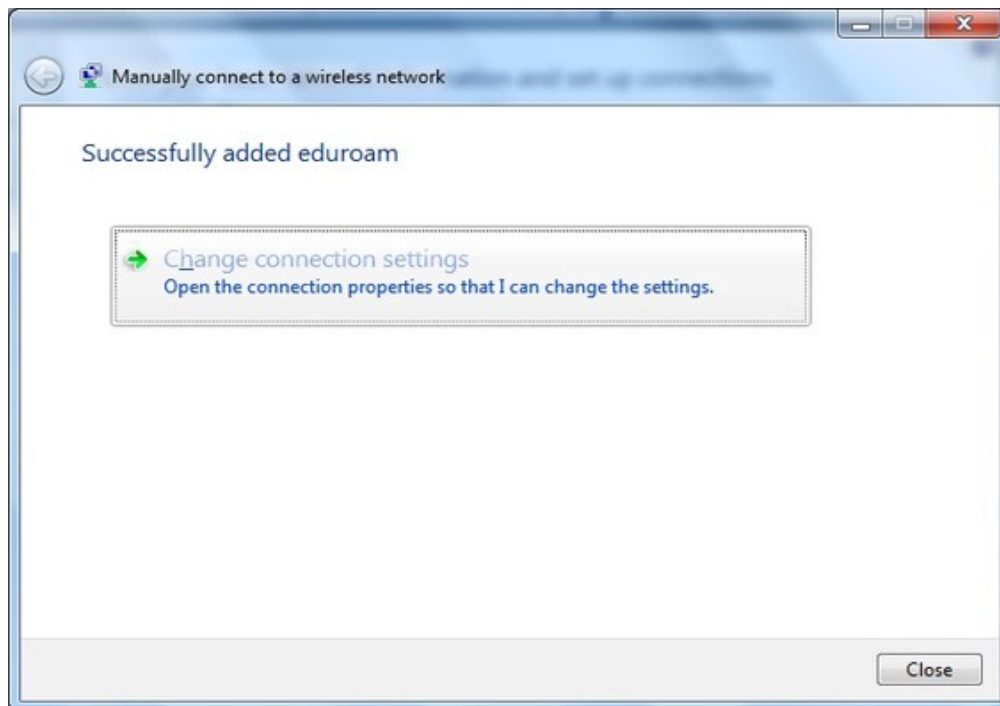 Manually connect to a wireless network
Successfully added eduroam
Change connection settings
Open the connection properties so that I can change the settings.
Close